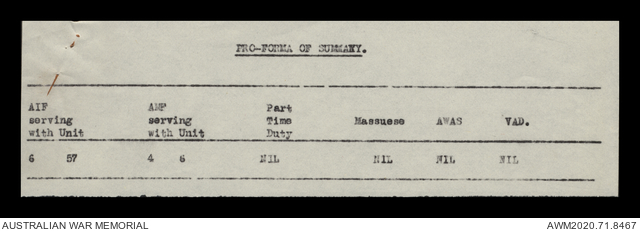 PRO-FORMA OF SUMMARY.
AIF serving with Unit AMF serving with Unit Part Time Duty Massuese AWAS VAD.
6 57 4 6 NIL NIL NIL NIL
AUSTRALIAN WAR MEMORIAL AWM2020.71.8467